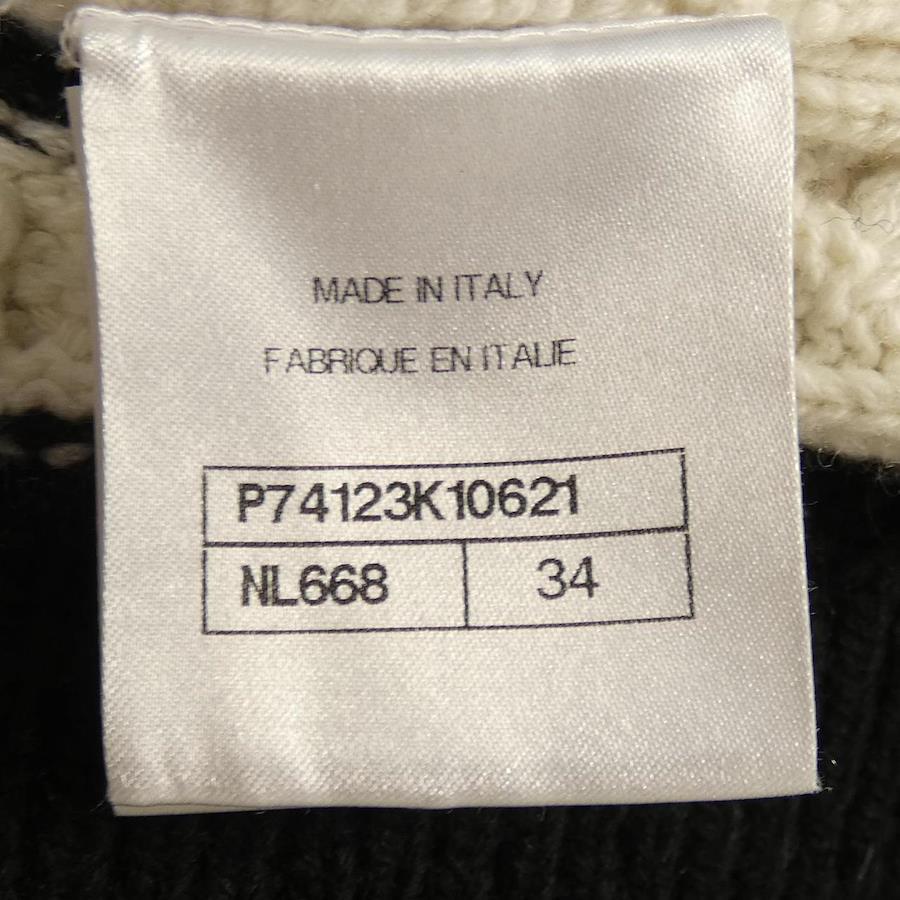 MADE IN ITALY
FABRIQUE EN ITALIE
P74123K10621
NL668 34